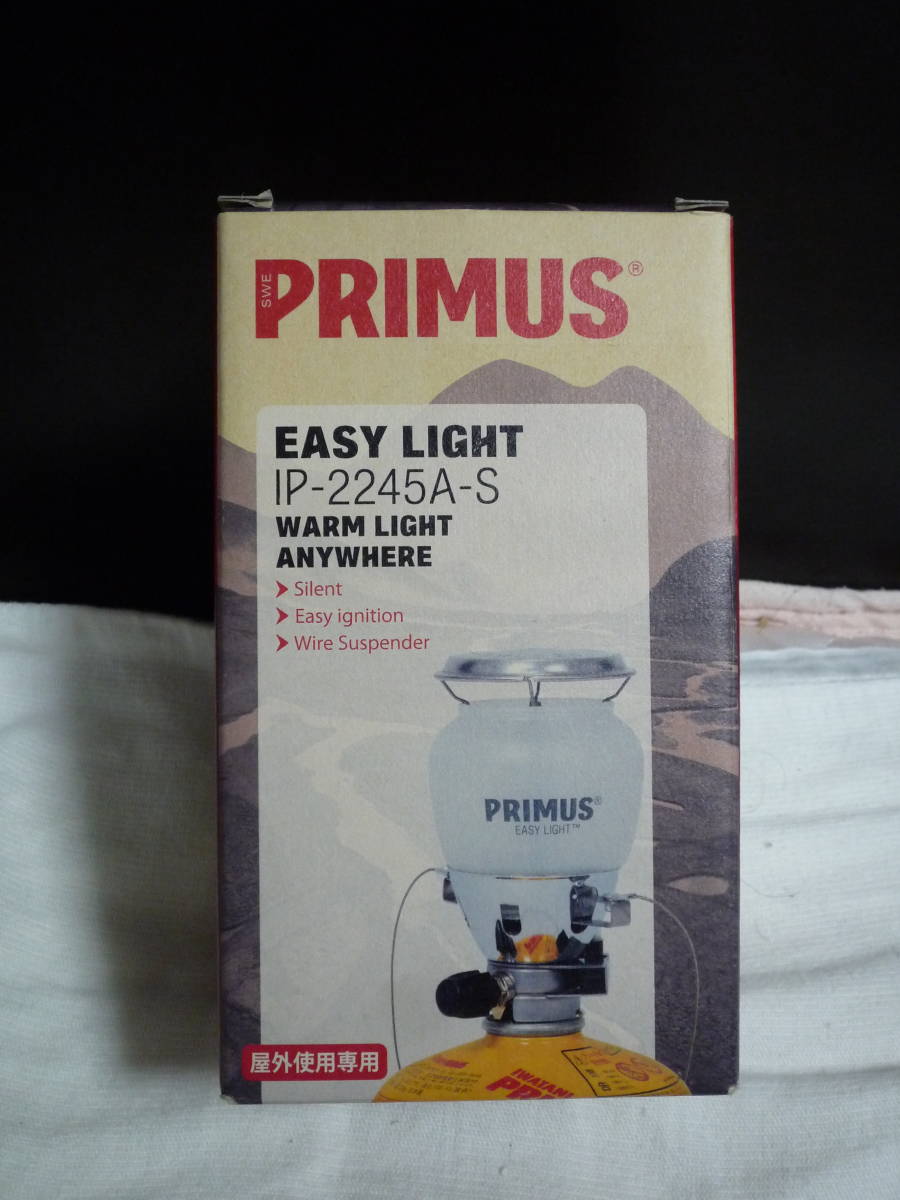 SWE
PRIMUS®
EASY LIGHT
IP-2245A-S
WARM LIGHT
ANYWHERE
Silent
Easy ignition
Wire Suspender
PRIMUS®
EASY LIGHT™
屋外使用専用
IWATANI